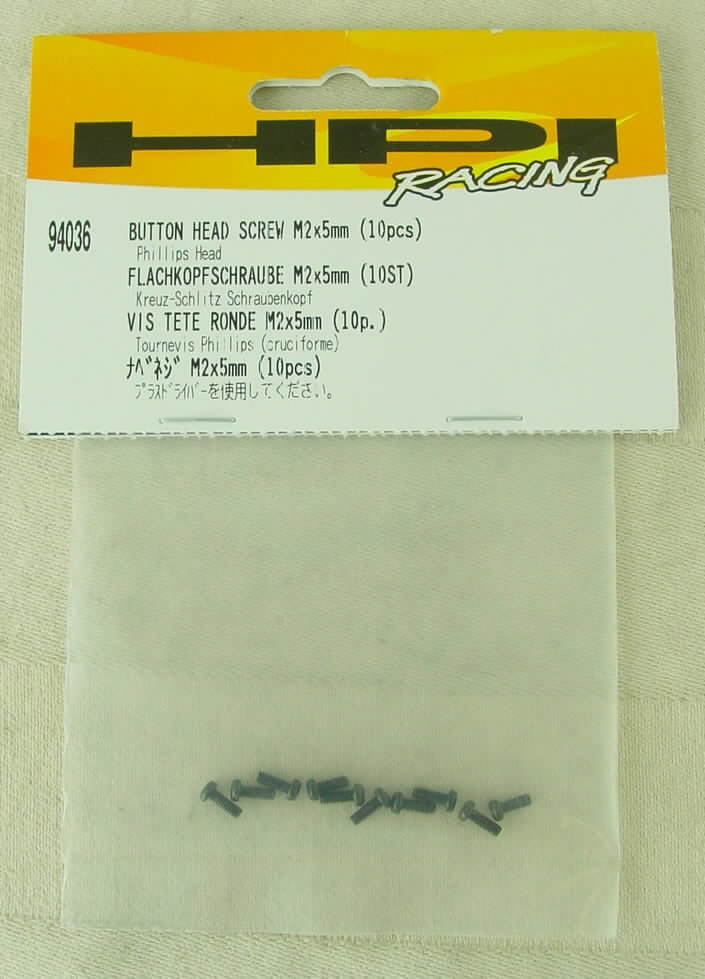 HPI
RACING
94036
BUTTON HEAD SCREW M2x5mm (10pcs)
Phillips Head
FLACHKOPFSCHRAUBE M2x5mm (10ST)
Kreuz-Schlitz Schraubenkopf
VIS TETE RONDE M2x5mm (10p.)
Tournevis Phillips (cruciforme)
ﾅﾍﾞﾈｼﾞ M2x5mm (10pcs)
ﾌﾟﾗｽﾄﾞﾗｲﾊﾞｰを使用してください。